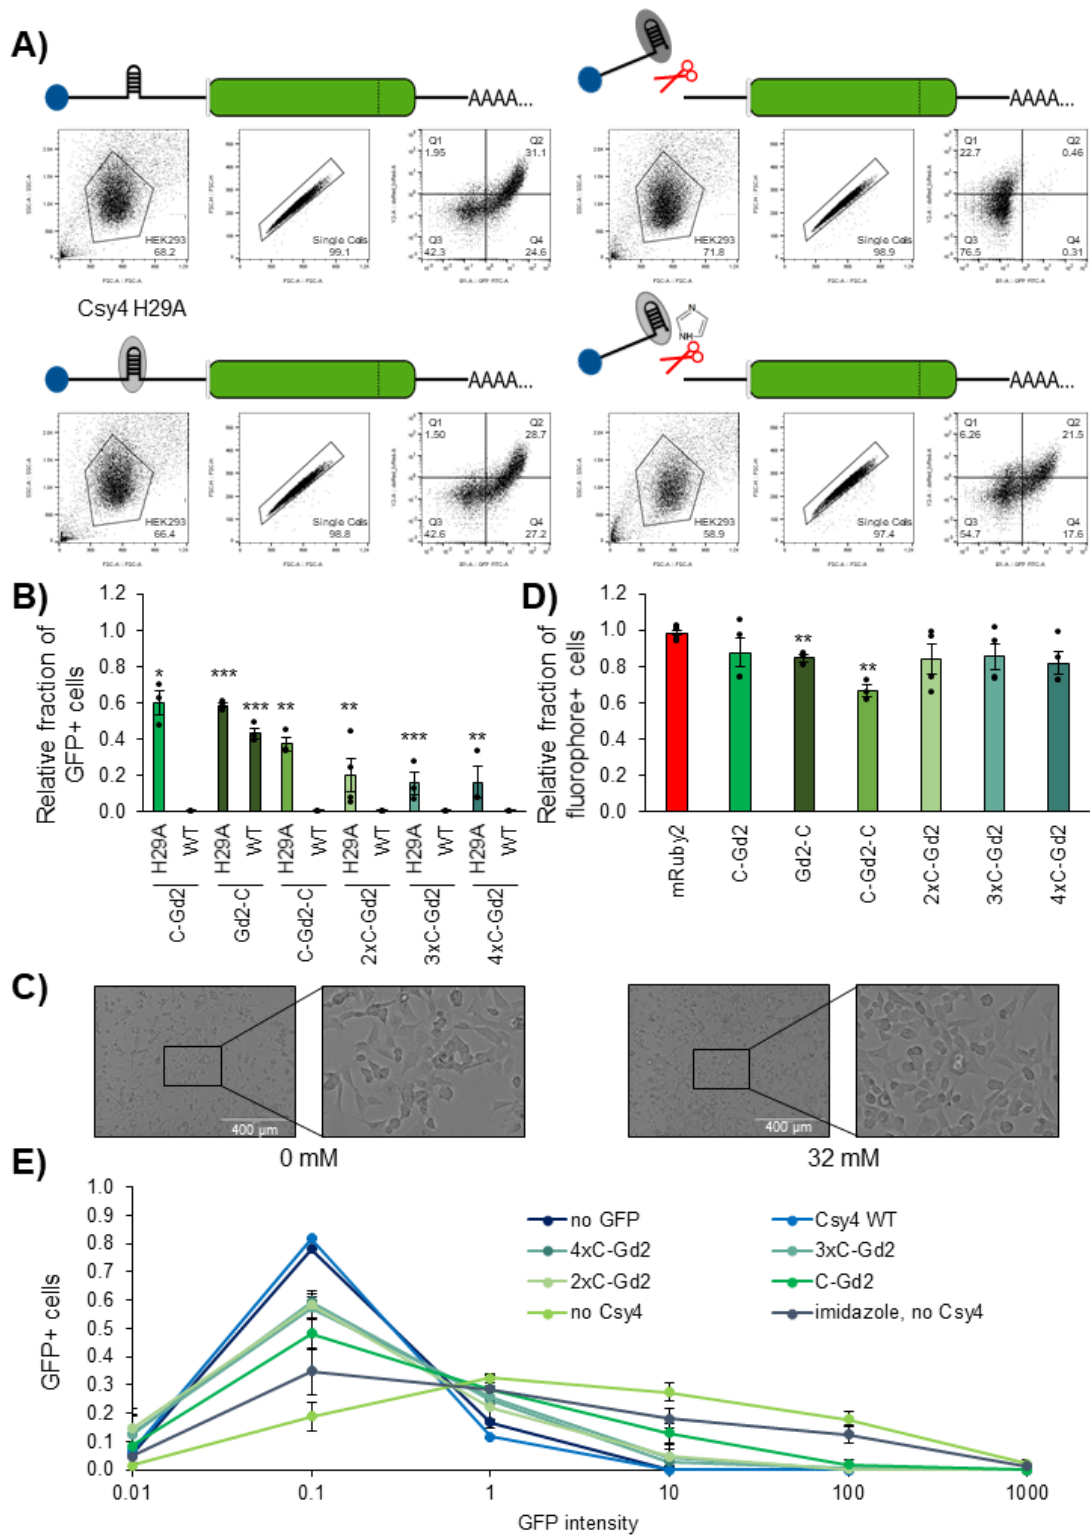 A)
AAAA...
AAAA...
Q1
1.95
Q2
31.1
Q3
42.3
Q4
24.6
HEK293
68.2
Single Cells
99.1
Q1
22.7
Q2
0.46
Q3
76.5
Q4
0.31
HEK293
71.8
Single Cells
98.9
Csy4 H29A
N
NH
AAAA...
AAAA...
Q1
1.50
Q2
28.7
Q3
42.6
Q4
27.2
HEK293
66.4
Single Cells
98.8
Q1
6.26
Q2
21.5
Q3
54.7
Q4
17.6
HEK293
58.9
Single Cells
97.4
B)
Relative fraction of
GFP+ cells
1.2
1.0
0.8
0.6
0.4
0.2
0.0
*
***
***
**
**
***
**
H29A
WT
H29A
WT
H29A
WT
H29A
WT
H29A
WT
H29A
WT
C-Gd2
Gd2-C
C-Gd2-C
2xC-Gd2
3xC-Gd2
4xC-Gd2
D)
Relative fraction of
fluorophore+ cells
1.2
1.0
0.8
0.6
0.4
0.2
0.0
**
**
mRuby2
C-Gd2
Gd2-C
C-Gd2-C
2xC-Gd2
3xC-Gd2
4xC-Gd2
C)
400 µm
0 mM
400 µm
32 mM
E)
GFP+ cells
1.0
0.9
0.8
0.7
0.6
0.5
0.4
0.3
0.2
0.1
0.0
no GFP
Csy4 WT
4xC-Gd2
3xC-Gd2
2xC-Gd2
C-Gd2
no Csy4
imidazole, no Csy4
0.01
0.1
1
10
100
1000
GFP intensity